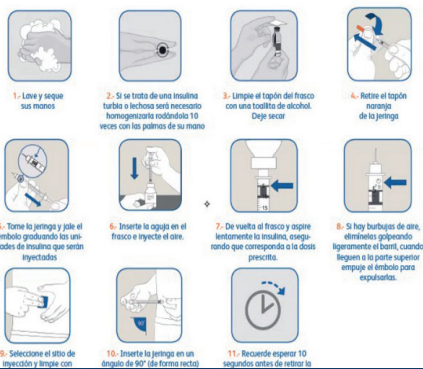 1.- Lave y seque
sus manos
2.- Si se trata de una insulina
turbia o lechosa será necesario
homogenizarla rodándola 10
veces con las palmas de su mano
3.- Limpie el tapón del frasco
con una toallita de alcohol.
Deje secar
4.- Retire el tapón
naranja
de la jeringa
.- Tome la jeringa y jale el
émbolo graduando las uni-
dades de insulina que serán
inyectadas
6.- Inserte la aguja en el
frasco e inyecte el aire.
7.- De vuelta al frasco y aspire
lentamente la insulina, asegu-
rando que corresponda a la dosis
prescrita.
8.- Si hay burbujas de aire,
elimínelas golpeando
ligeramente el barril, cuando
lleguen a la parte superior
empuje el émbolo para
expulsarlas.
9.- Seleccione el sitio de
inyección y limpie con
10.- Inserte la jeringa en un
ángulo de 90° (de forma recta)
11.- Recuerde esperar 10
segundos antes de retirar la
15
90°